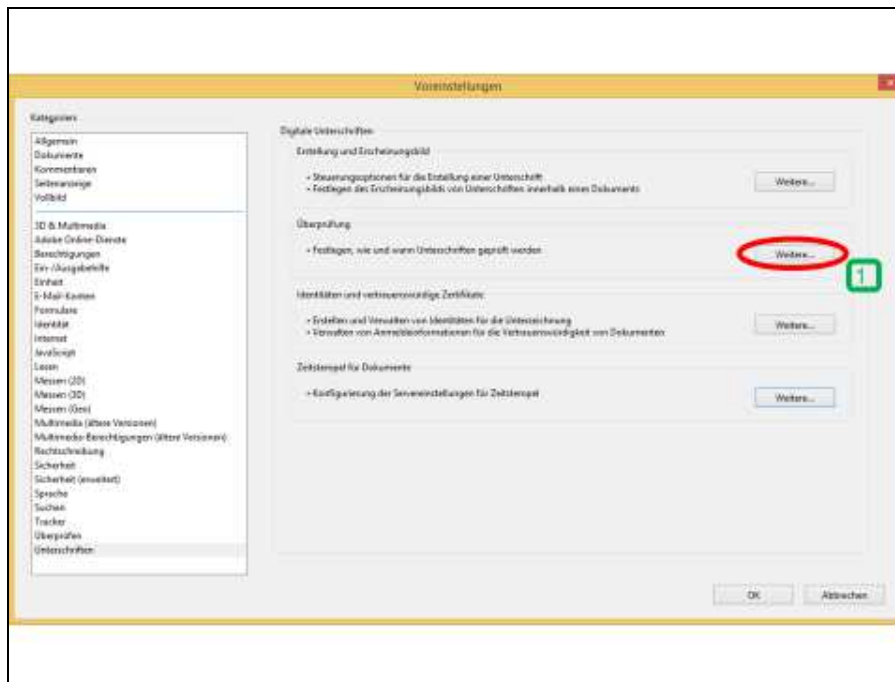 Voreinstellungen
Kategorien:
Allgemein
Dokumente
Kommentare
Seitenanzeige
Vollbild
3D & Multimedia
Adobe Online-Dienste
Berechtigungen
Ein-/Ausgabehilfe
Einheit
E-Mail-Konten
Formulare
Identität
Internet
JavaScript
Lesen
Messen (2D)
Messen (3D)
Messen (Geo)
Multimedia (ältere Versionen)
Multimedia-Berechtigungen (ältere Versionen)
Rechtschreibung
Sicherheit
Sicherheit (erweitert)
Sprache
Suchen
Tracker
Überprüfen
Unterschriften
Digitale Unterschriften
Erstellung und Erscheinungsbild
• Steuerungsoptionen für die Erstellung einer Unterschrift
• Festlegen des Erscheinungsbilds von Unterschriften innerhalb eines Dokuments
Weitere...
Überprüfung
• Festlegen, wie und wann Unterschriften geprüft werden
Weitere...
1
Identitäten und vertrauenswürdige Zertifikate
• Erstellen und Verwalten von Identitäten für die Unterzeichnung
• Verwalten von Anmeldeinformationen für die Vertrauenswürdigkeit von Dokumenten
Weitere...
Zeitstempel für Dokumente
• Konfigurierung der Servereinstellungen für Zeitstempel
Weitere...
OK
Abbrechen